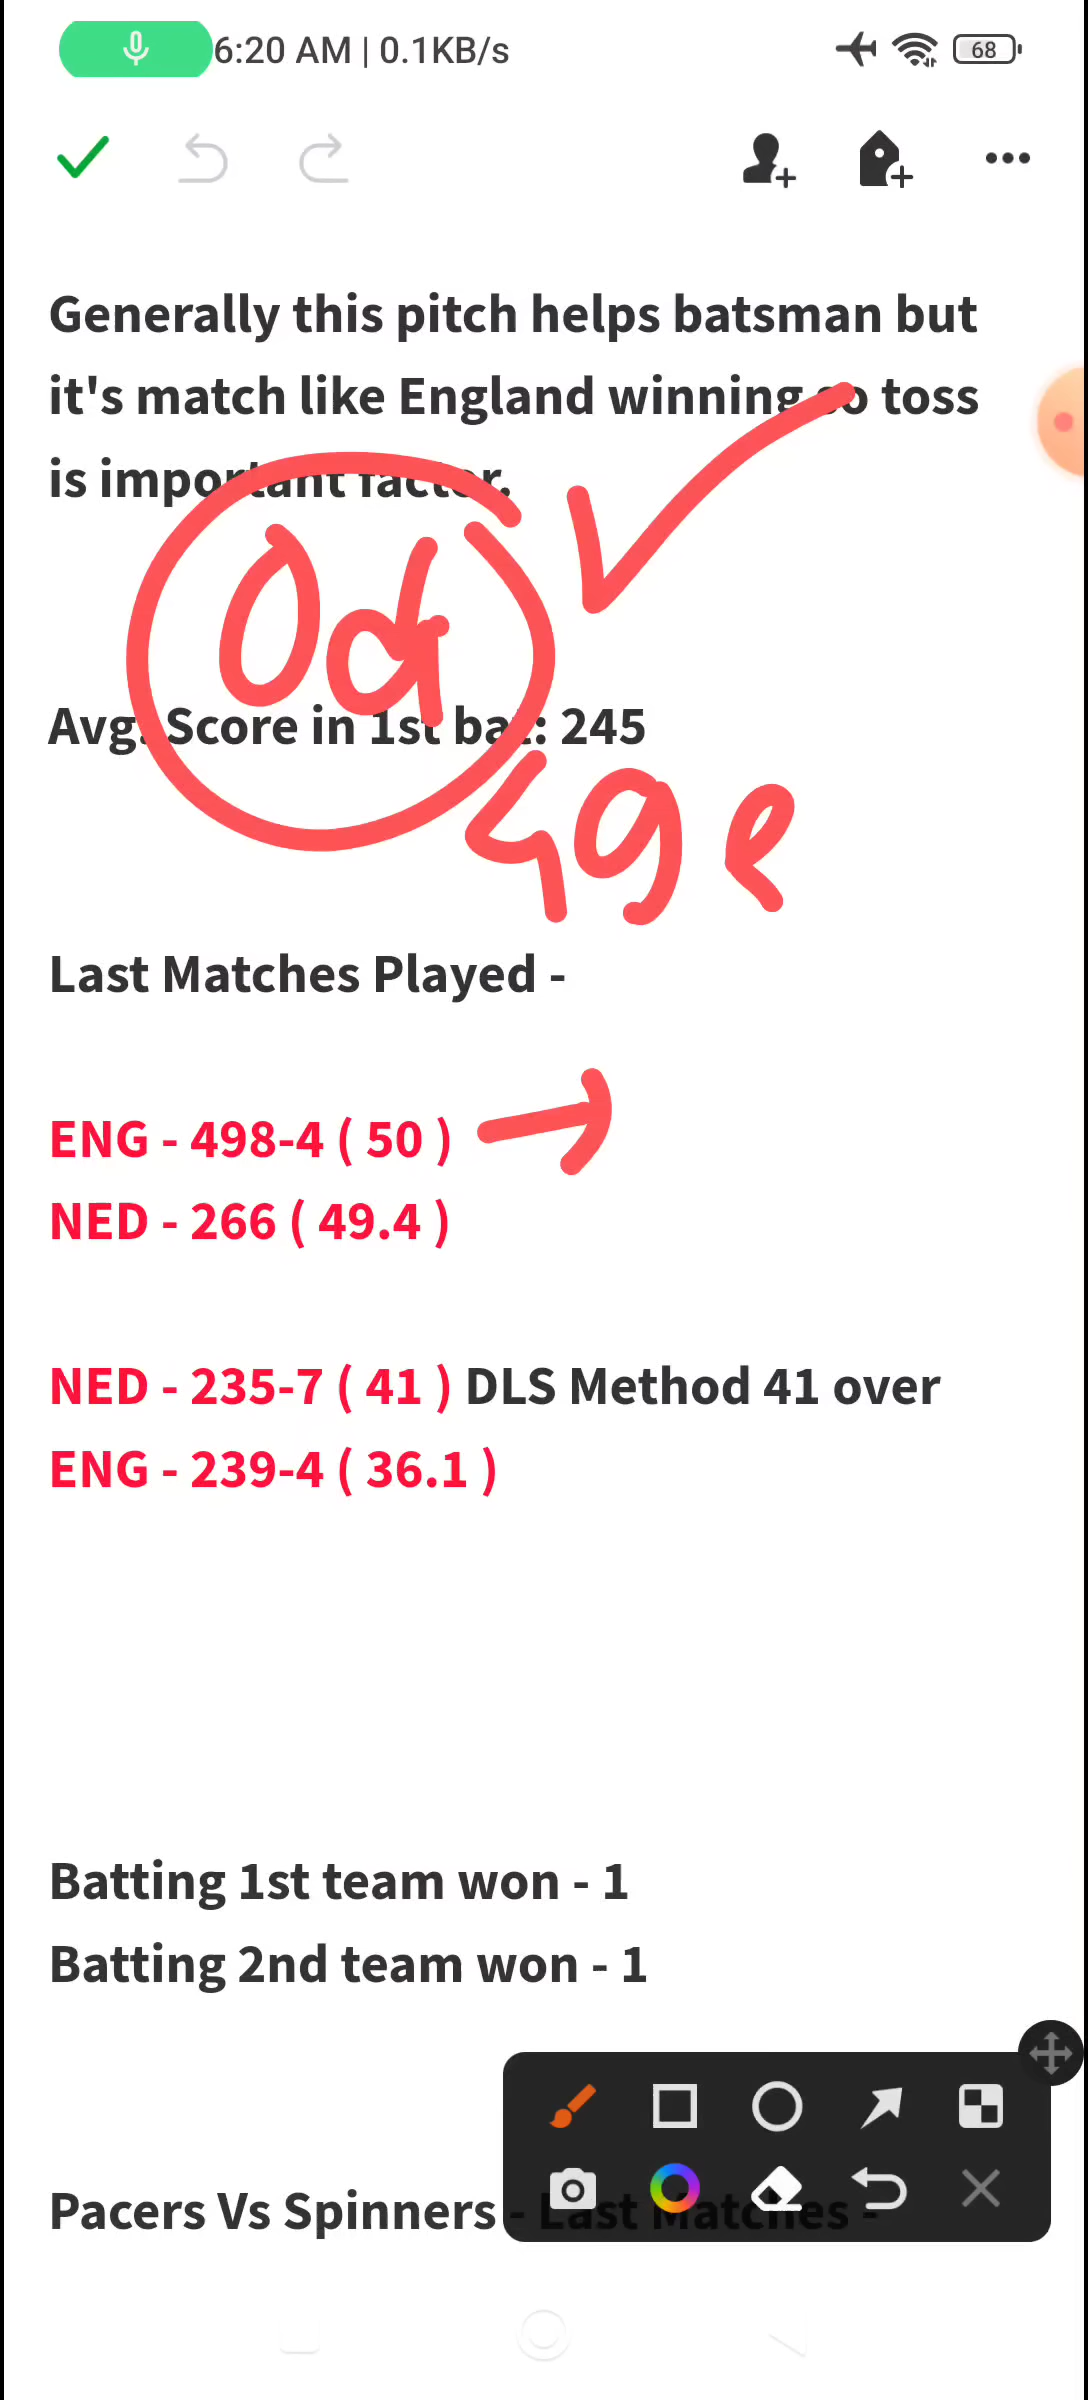 6:20 AM | 0.1KB/s
68
Generally this pitch helps batsman but
it's match like England winning so toss
is important factor.
Avg. Score in 1st bat: 245
Last Matches Played -
ENG - 498-4 ( 50 )
NED - 266 ( 49.4 )
NED - 235-7 ( 41 ) DLS Method 41 over
ENG - 239-4 ( 36.1 )
Batting 1st team won - 1
Batting 2nd team won - 1
Pacers Vs Spinners - Last Matches -